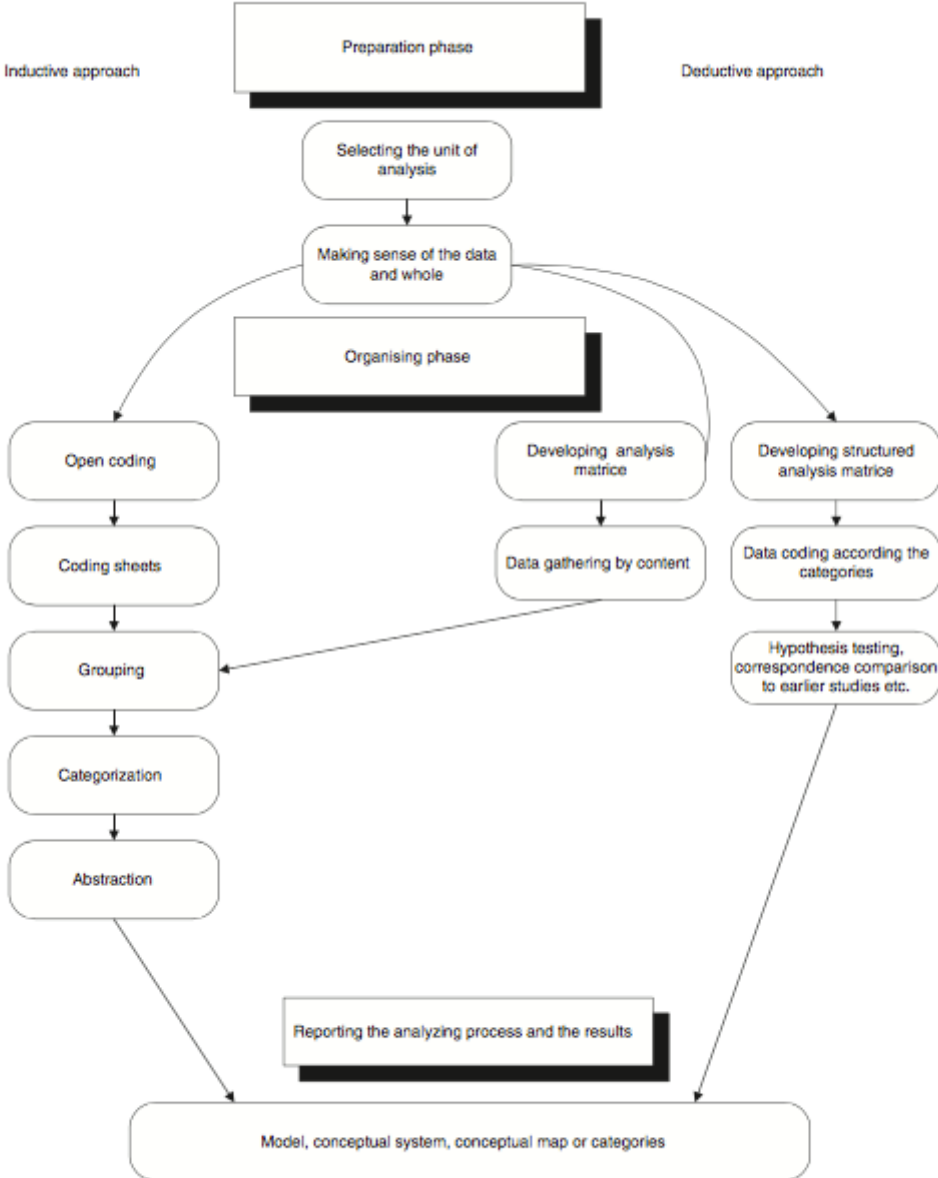 Preparation phase
Inductive approach
Deductive approach
Selecting the unit of
analysis
Making sense of the data
and whole
Organising phase
Open coding
Developing analysis
matrice
Developing structured
analysis matrice
Coding sheets
Data gathering by content
Data coding according the
categories
Grouping
Hypothesis testing,
correspondence comparison
to earlier studies etc.
Categorization
Abstraction
Reporting the analyzing process and the results
Model, conceptual system, conceptual map or categories